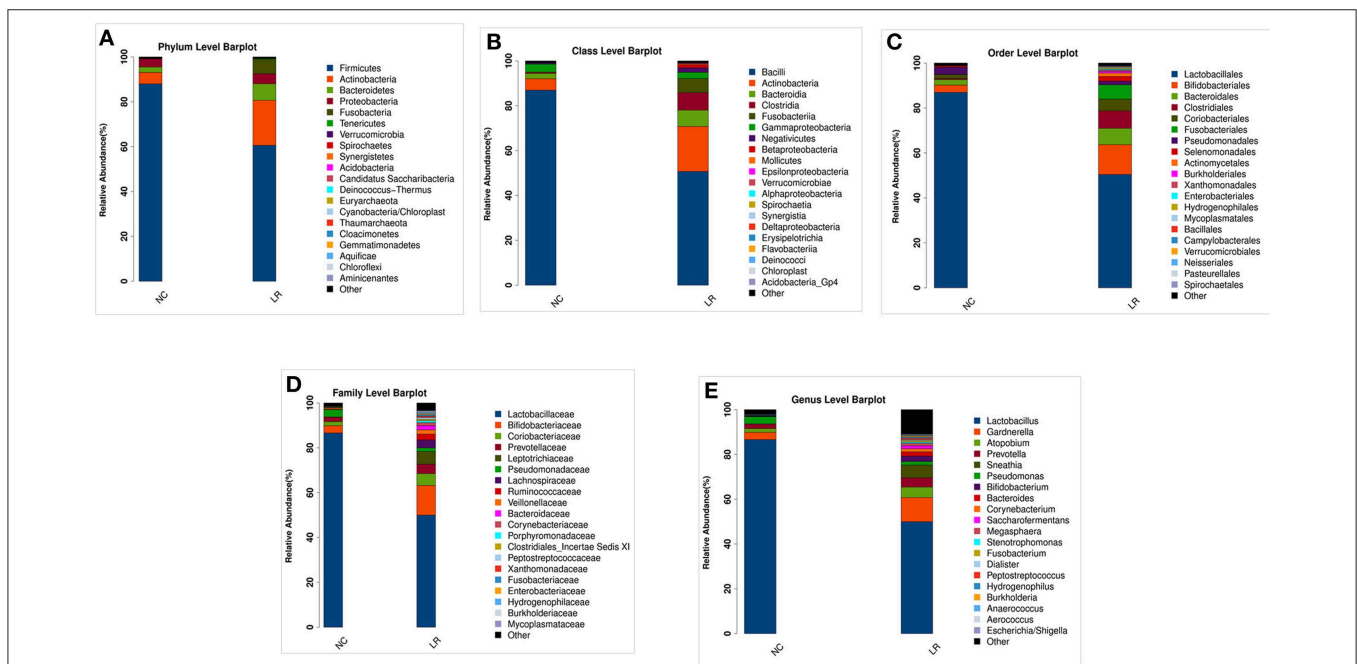 A
Phylum Level Barplot
Relative Abundance(%)
100
80
60
40
20
0
NC
LR
Firmicutes
Actinobacteria
Bacteroidetes
Proteobacteria
Fusobacteria
Tenericutes
Verrucomicrobia
Spirochaetes
Synergistetes
Acidobacteria
Candidatus Saccharibacteria
Deinococcus-Thermus
Euryarchaeota
Cyanobacteria/Chloroplast
Thaumarchaeota
Cloacimonetes
Gemmatimonadetes
Aquificae
Chloroflexi
Aminicenantes
Other
B
Class Level Barplot
Relative Abundance(%)
100
80
60
40
20
0
NC
LR
Bacilli
Actinobacteria
Bacteroidia
Clostridia
Fusobacteriia
Gammaproteobacteria
Negativicutes
Betaproteobacteria
Mollicutes
Epsilonproteobacteria
Verrucomicrobiae
Alphaproteobacteria
Spirochaetia
Synergistia
Deltaproteobacteria
Erysipelotrichia
Flavobacteriia
Deinococci
Chloroplast
Acidobacteria_Gp4
Other
C
Order Level Barplot
Relative Abundance(%)
100
80
60
40
20
0
NC
LR
Lactobacillales
Bifidobacteriales
Bacteroidales
Clostridiales
Coriobacteriales
Fusobacteriales
Pseudomonadales
Selenomonadales
Actinomycetales
Burkholderiales
Xanthomonadales
Enterobacteriales
Hydrogenophilales
Mycoplasmatales
Bacillales
Campylobacterales
Verrucomicrobiales
Neisseriales
Pasteurellales
Spirochaetales
Other
D
Family Level Barplot
Relative Abundance(%)
100
80
60
40
20
0
NC
LR
Lactobacillaceae
Bifidobacteriaceae
Coriobacteriaceae
Prevotellaceae
Leptotrichiaceae
Pseudomonadaceae
Lachnospiraceae
Ruminococcaceae
Veillonellaceae
Bacteroidaceae
Corynebacteriaceae
Porphyromonadaceae
Clostridiales_Incertae Sedis XI
Peptostreptococcaceae
Xanthomonadaceae
Fusobacteriaceae
Enterobacteriaceae
Hydrogenophilaceae
Burkholderiaceae
Mycoplasmataceae
Other
E
Genus Level Barplot
Relative Abundance(%)
100
80
60
40
20
0
NC
LR
Lactobacillus
Gardnerella
Atopobium
Prevotella
Sneathia
Pseudomonas
Bifidobacterium
Bacteroides
Corynebacterium
Saccharofermentans
Megasphaera
Stenotrophomonas
Fusobacterium
Dialister
Peptostreptococcus
Hydrogenophilus
Burkholderia
Anaerococcus
Aerococcus
Escherichia/Shigella
Other